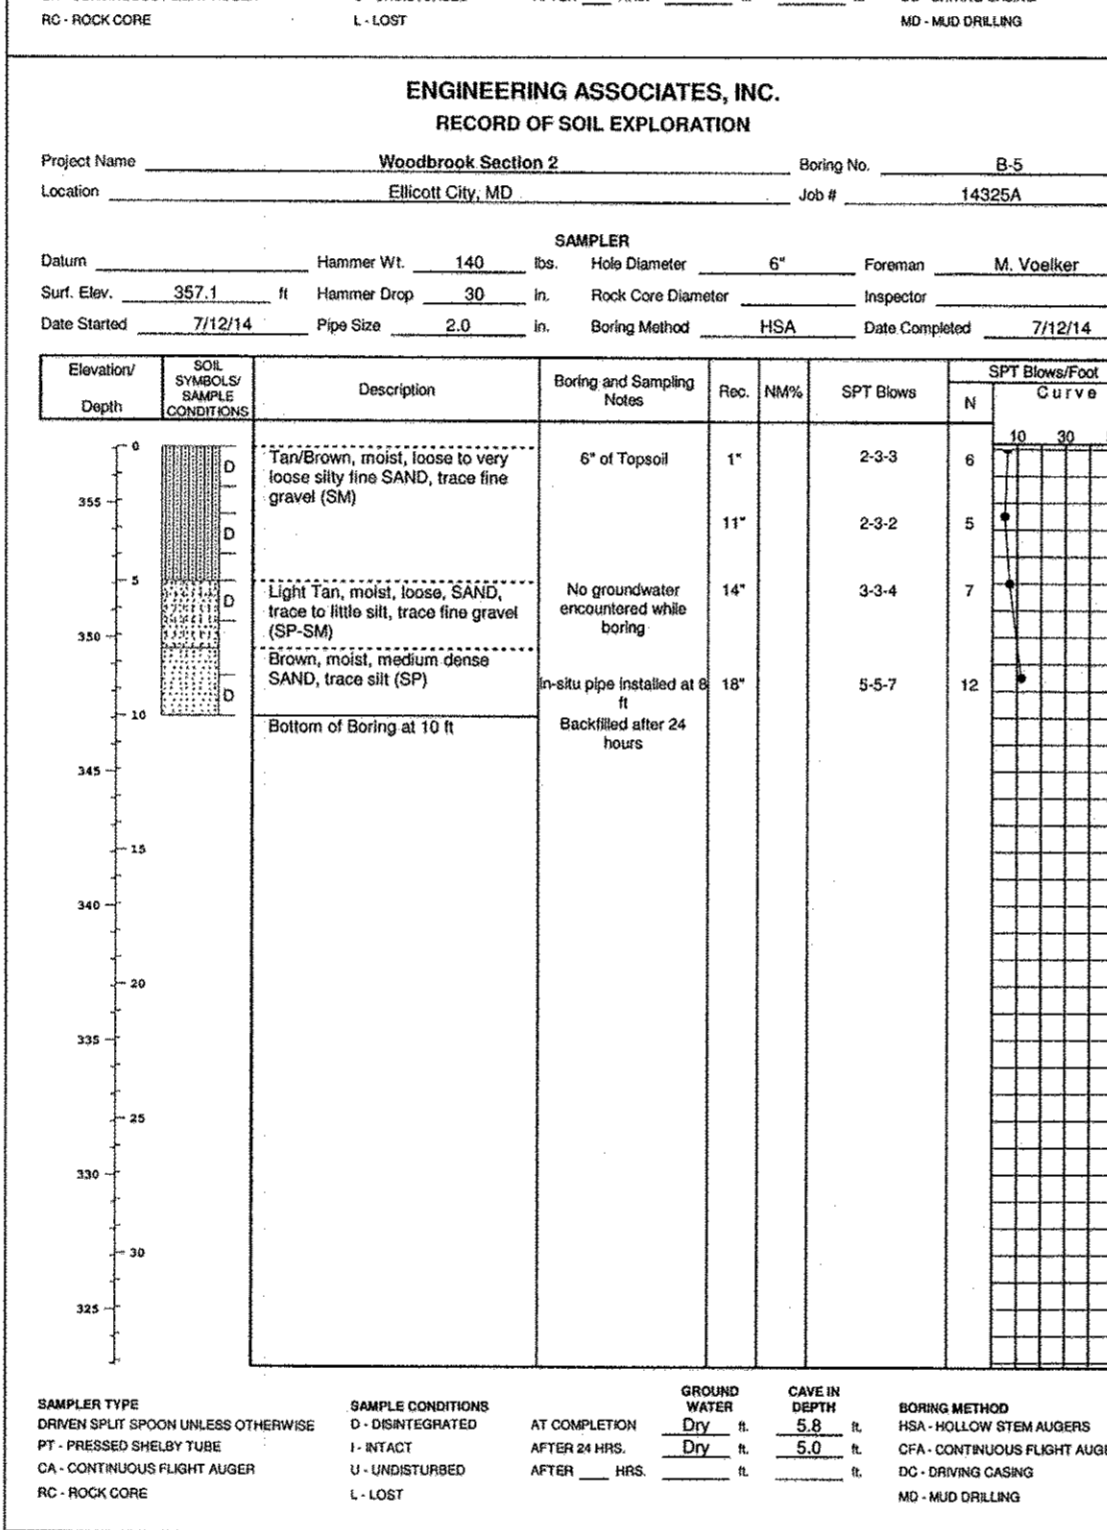 RC - ROCK CORE L - LOST MD - MUD DRILLING
ENGINEERING ASSOCIATES, INC.
RECORD OF SOIL EXPLORATION
Project Name Woodbrook Section 2 Boring No. B-5
Location Ellicott City, MD Job # 14325A
SAMPLER
Datum Hammer Wt. 140 lbs. Hole Diameter 6" Foreman M. Voelker
Surf. Elev. 357.1 ft Hammer Drop 30 in. Rock Core Diameter Inspector
Date Started 7/12/14 Pipe Size 2.0 in. Boring Method HSA Date Completed 7/12/14
Elevation/
Depth
SOIL
SYMBOLS/
SAMPLE
CONDITIONS
Description
Boring and Sampling
Notes
Rec.
NM%
SPT Blows
SPT Blows/Foot
N
Curve
10 30
0
D
Tan/Brown, moist, loose to very
loose silty fine SAND, trace fine
gravel (SM)
6" of Topsoil
1"
2-3-3
6
355
D
11"
2-3-2
5
5
D
Light Tan, moist, loose, SAND,
trace to little silt, trace fine gravel
(SP-SM)
No groundwater
encountered while
boring
14"
3-3-4
7
350
Brown, moist, medium dense
SAND, trace silt (SP)
D
In-situ pipe installed at 8
ft
18"
5-5-7
12
10
Bottom of Boring at 10 ft
Backfilled after 24
hours
345
15
340
20
335
25
330
30
325
SAMPLER TYPE
DRIVEN SPLIT SPOON UNLESS OTHERWISE
PT - PRESSED SHELBY TUBE
CA - CONTINUOUS FLIGHT AUGER
RC - ROCK CORE
SAMPLE CONDITIONS
D - DISINTEGRATED
I - INTACT
U - UNDISTURBED
L - LOST
GROUND
WATER
CAVE IN
DEPTH
AT COMPLETION Dry ft. 5.8 ft.
AFTER 24 HRS. Dry ft. 5.0 ft.
AFTER ___ HRS. ft. ft.
BORING METHOD
HSA - HOLLOW STEM AUGERS
CFA - CONTINUOUS FLIGHT AUGE
DC - DRIVING CASING
MD - MUD DRILLING